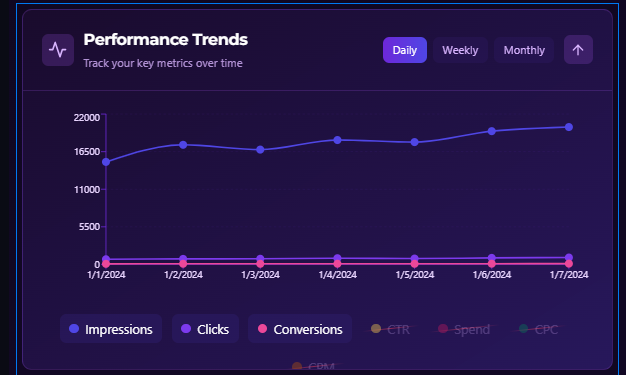 Performance Trends
Track your key metrics over time
Daily Weekly Monthly
22000
16500
11000
5500
0
1/1/2024 1/2/2024 1/3/2024 1/4/2024 1/5/2024 1/6/2024 1/7/2024
Impressions Clicks Conversions CTR Spend CPC
CPM